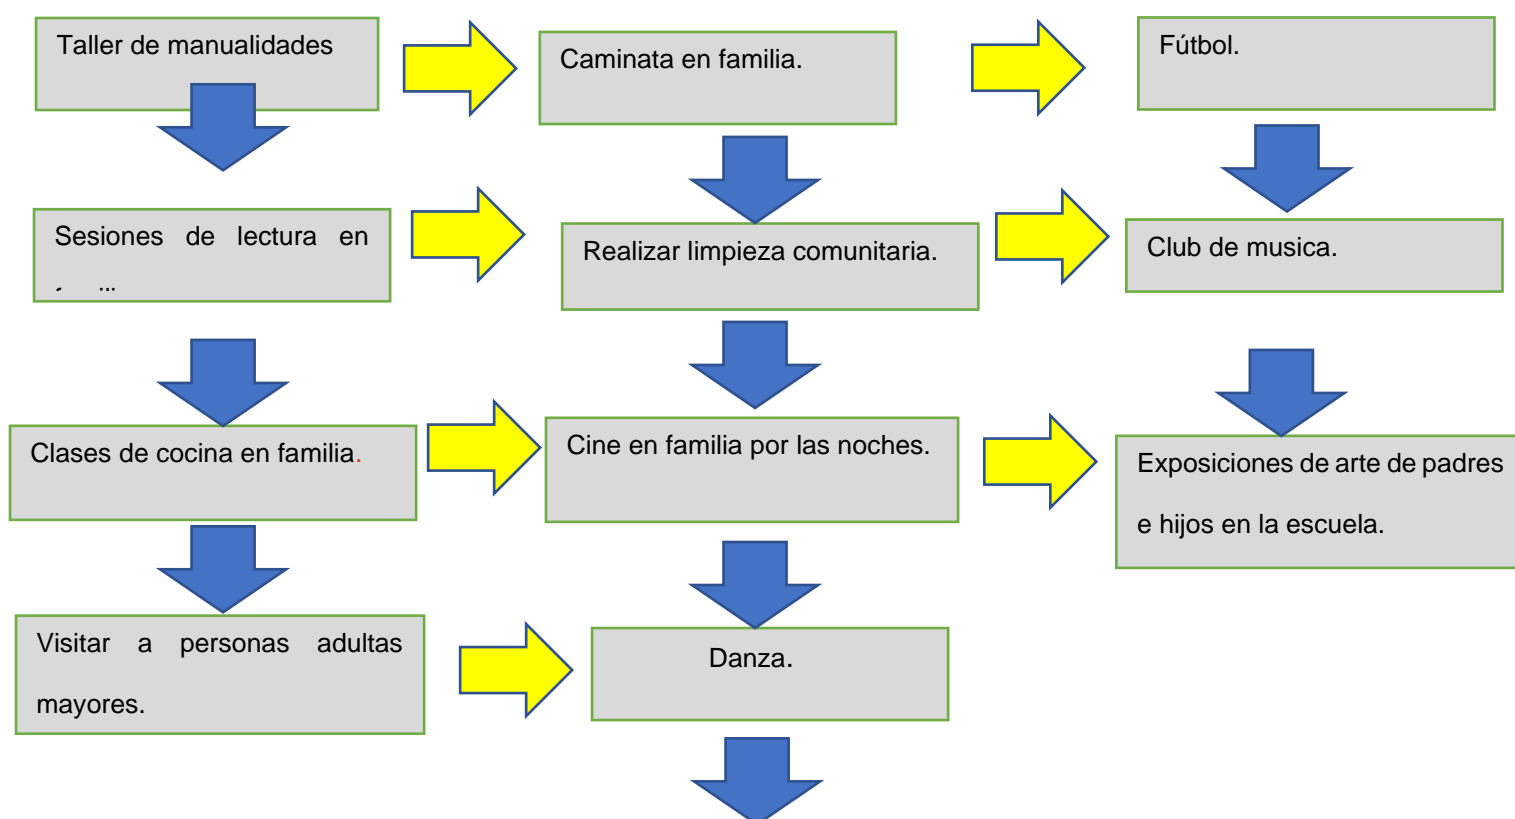 Taller de manualidades
Caminata en familia.
Fútbol.
Sesiones de lectura en
Realizar limpieza comunitaria.
Club de musica.
Clases de cocina en familia.
Cine en familia por las noches.
Exposiciones de arte de padres
e hijos en la escuela.
Visitar a personas adultas
mayores.
Danza.